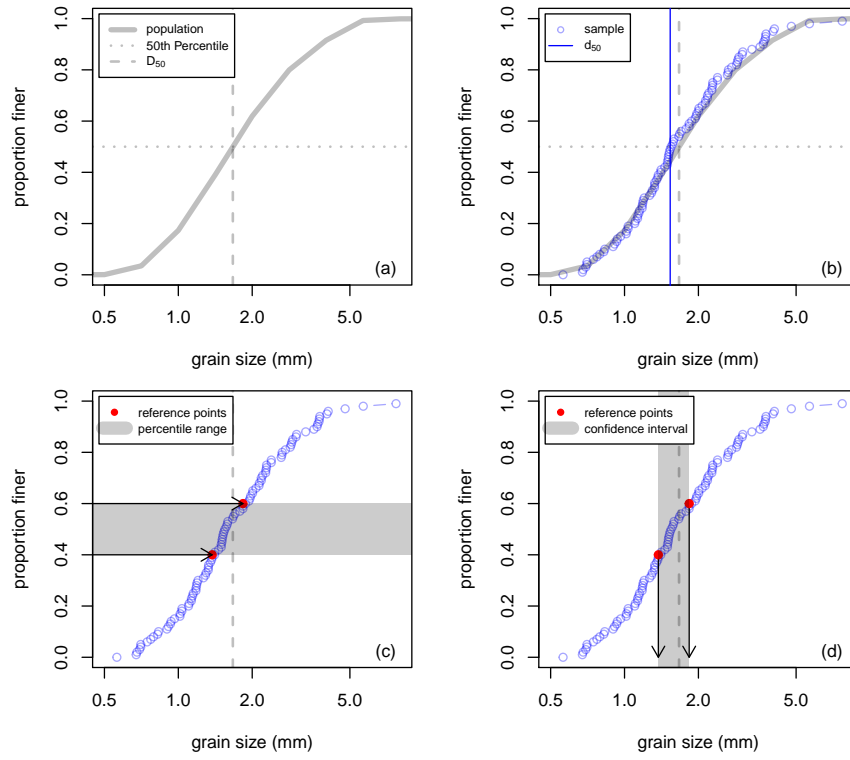 population
50th Percentile
D50
proportion finer
0.0 0.2 0.4 0.6 0.8 1.0
(a)
0.5 1.0 2.0 5.0
grain size (mm)
sample
d50
proportion finer
0.0 0.2 0.4 0.6 0.8 1.0
(b)
0.5 1.0 2.0 5.0
grain size (mm)
reference points
percentile range
proportion finer
0.0 0.2 0.4 0.6 0.8 1.0
(c)
0.5 1.0 2.0 5.0
grain size (mm)
reference points
confidence interval
proportion finer
0.0 0.2 0.4 0.6 0.8 1.0
(d)
0.5 1.0 2.0 5.0
grain size (mm)